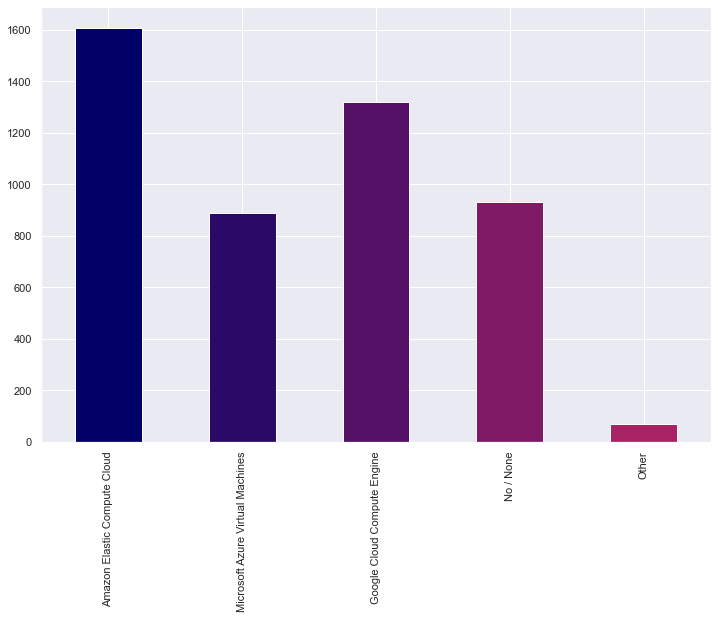 1600
1400
1200
1000
800
600
400
200
0
Amazon Elastic Compute Cloud
Microsoft Azure Virtual Machines
Google Cloud Compute Engine
No / None
Other